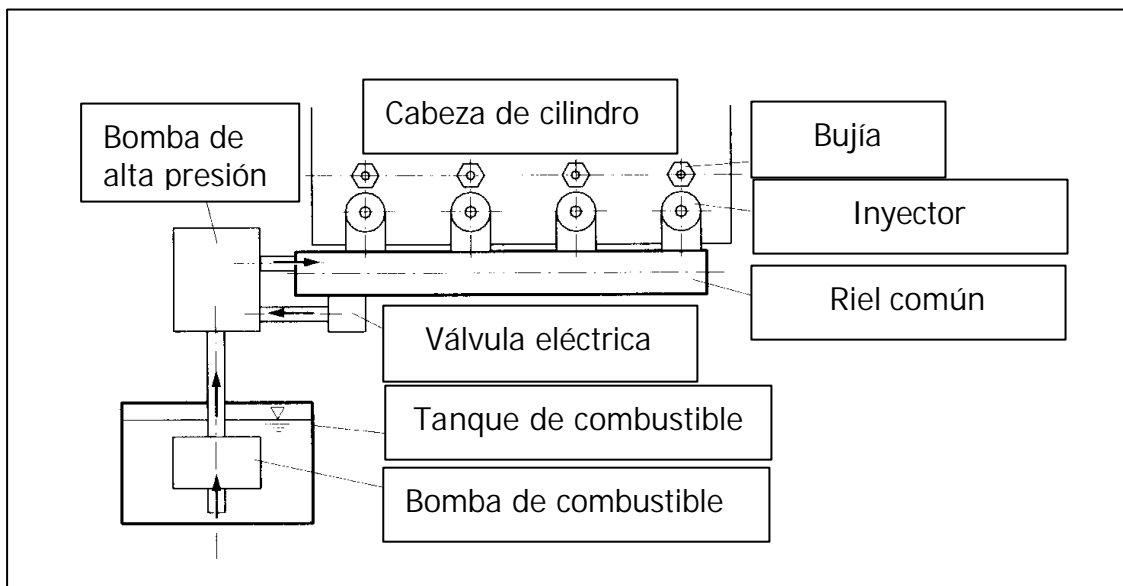 Cabeza de cilindro
Bomba de
alta presión
Bujía
Inyector
Riel común
Válvula eléctrica
Tanque de combustible
Bomba de combustible